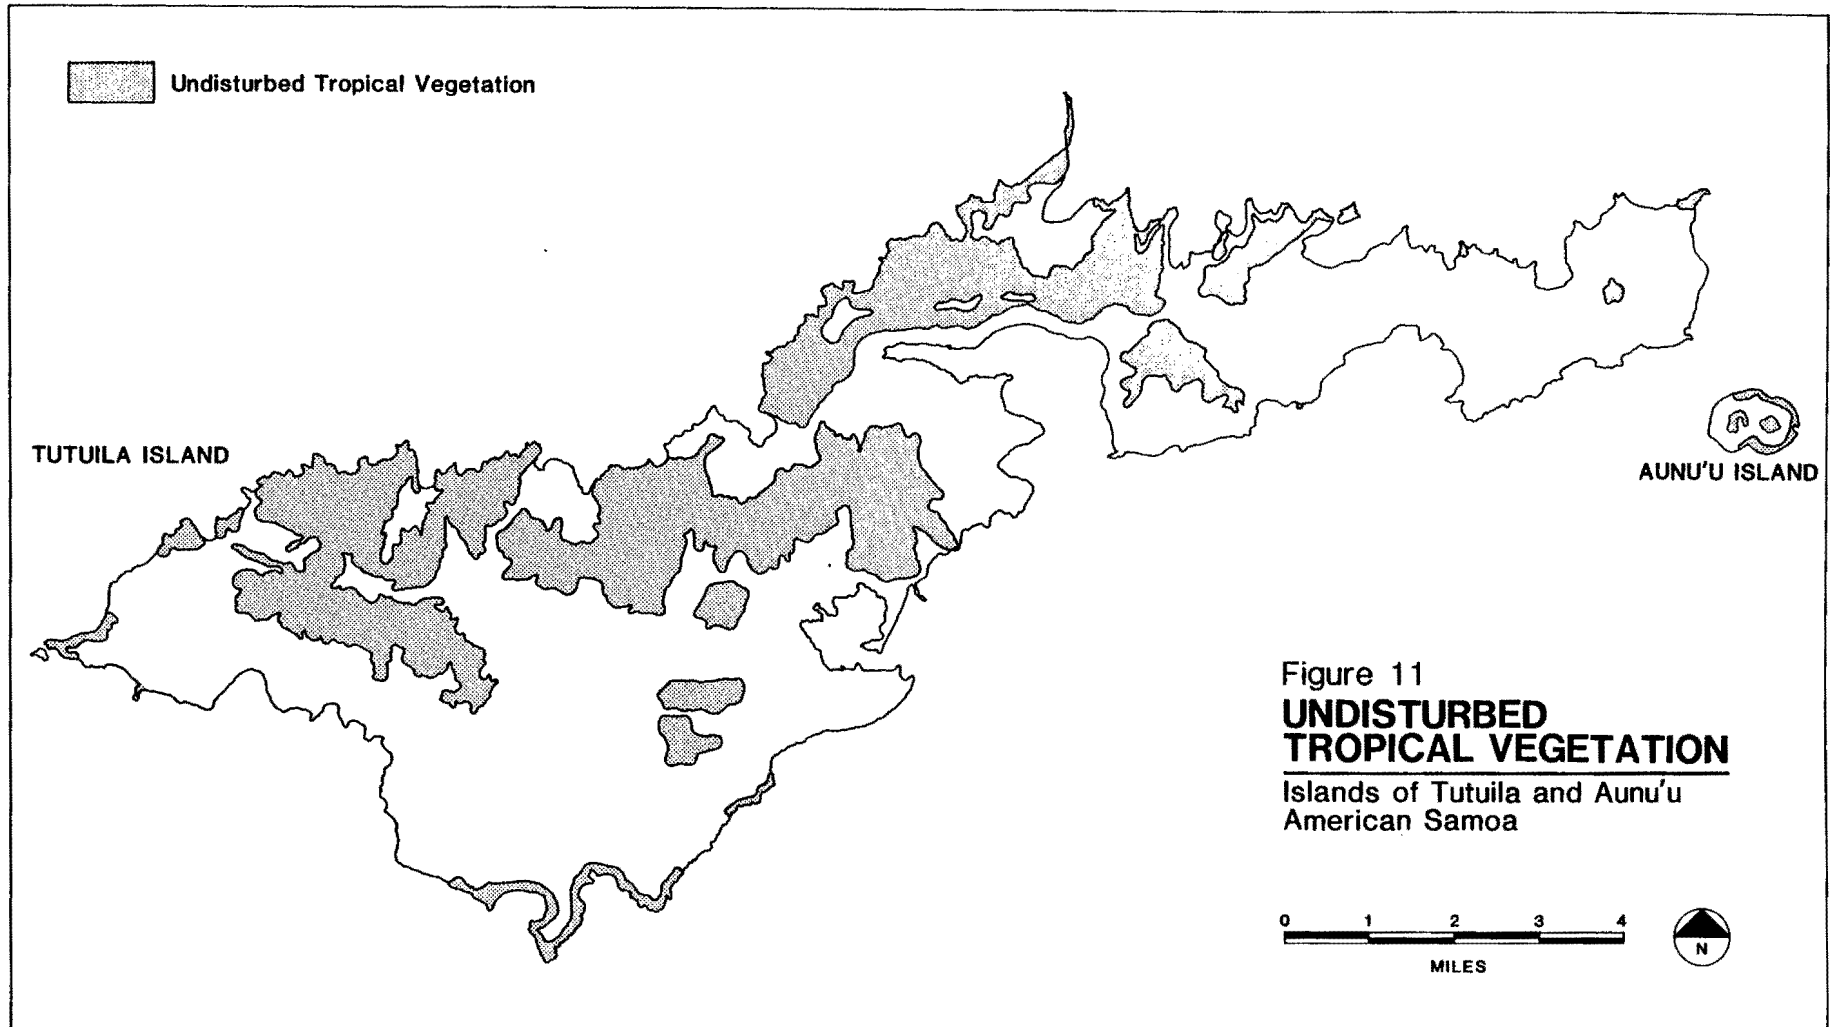 Undisturbed Tropical Vegetation
TUTUILA ISLAND
AUNU'U ISLAND
Figure 11
UNDISTURBED
TROPICAL VEGETATION
Islands of Tutuila and Aunu'u
American Samoa
0 1 2 3 4
MILES
N